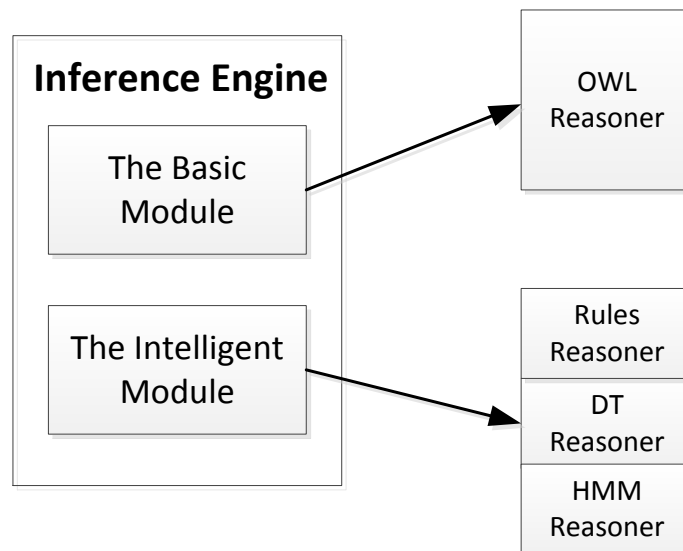 Inference Engine
The Basic
Module
The Intelligent
Module
OWL
Reasoner
Rules
Reasoner
DT
Reasoner
HMM
Reasoner